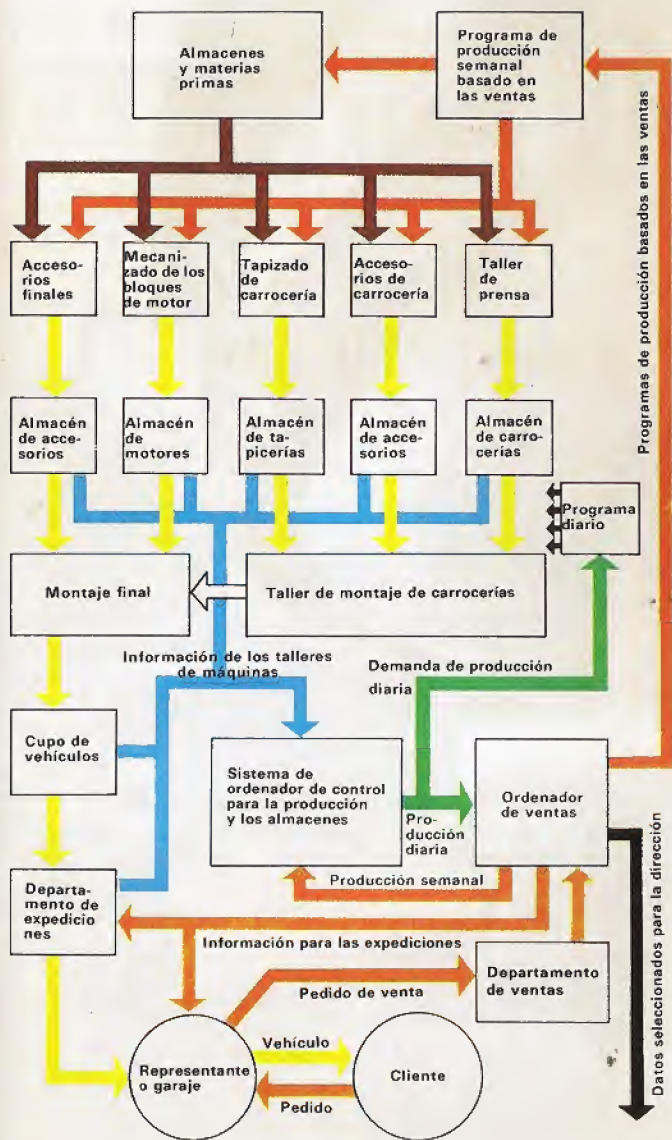 Almacenes
y materias
primas
Programa de
producción
semanal
basado en
las ventas
Programas de producción basados en las ventas
Acceso-
rios
finales
Mecani-
zado de los
bloques
de motor
Tapizado
de
carrocería
Acceso-
rios de
carrocería
Taller
de
prensa
Almacén
de acce-
sorios
Almacén
de
motores
Almacén
de ta-
picerías
Almacén
de acce-
sorios
Almacén
de carro-
cerías
Programa
diario
Montaje final
Taller de montaje de carrocerías
Información de los talleres
de máquinas
Demanda de producción
diaria
Cupo de
vehículos
Sistema de
ordenador de control
para la producción
y los almacenes
Pro-
ducción
diaria
Ordenador
de ventas
Producción semanal
Departa-
mento de
expedicio
nes
Información para las expediciones
Pedido de venta
Departamento
de ventas
Datos seleccionados para la dirección
Representante
o garaje
Vehículo
Pedido
Cliente